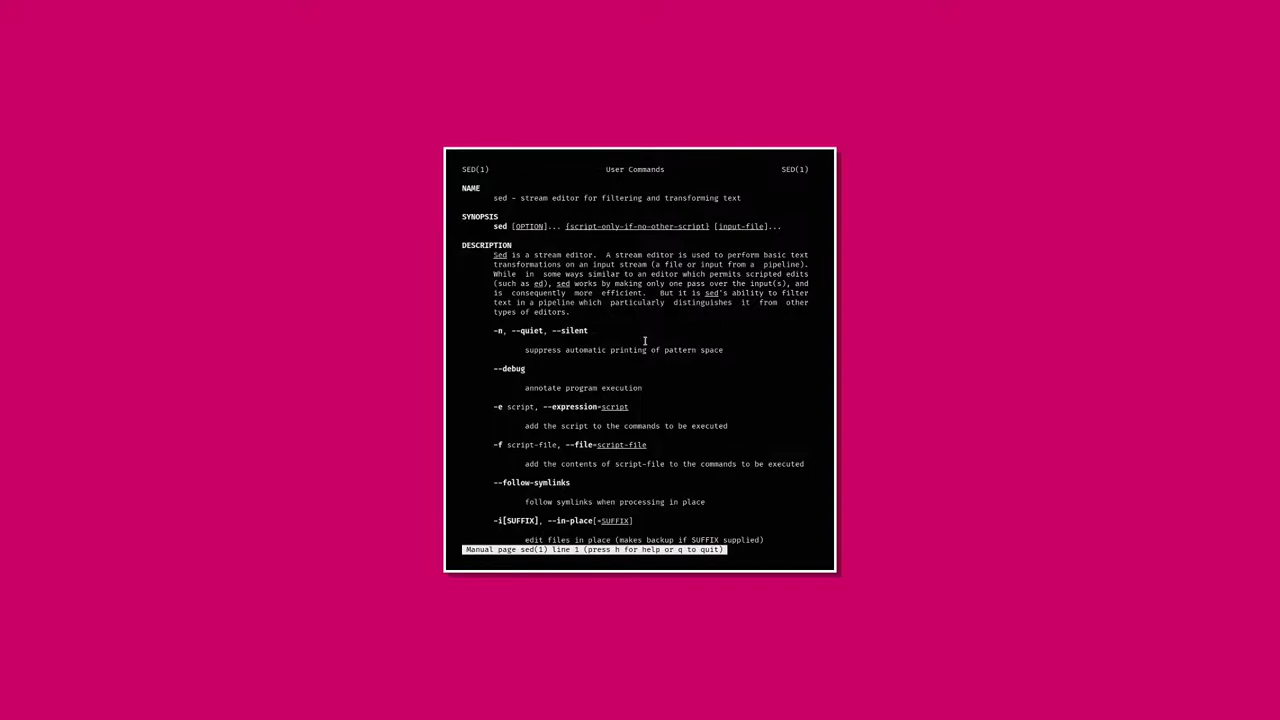 SED(1) User Commands SED(1)
NAME
sed - stream editor for filtering and transforming text
SYNOPSIS
sed [OPTION]... {script-only-if-no-other-script} [input-file]...
DESCRIPTION
Sed is a stream editor. A stream editor is used to perform basic text
transformations on an input stream (a file or input from a pipeline).
While in some ways similar to an editor which permits scripted edits
(such as ed), sed works by making only one pass over the input(s), and
is consequently more efficient. But it is sed's ability to filter
text in a pipeline which particularly distinguishes it from other
types of editors.
-n, --quiet, --silent
suppress automatic printing of pattern space
--debug
annotate program execution
-e script, --expression=script
add the script to the commands to be executed
-f script-file, --file=script-file
add the contents of script-file to the commands to be executed
--follow-symlinks
follow symlinks when processing in place
-i[SUFFIX], --in-place[=SUFFIX]
edit files in place (makes backup if SUFFIX supplied)
Manual page sed(1) line 1 (press h for help or q to quit)